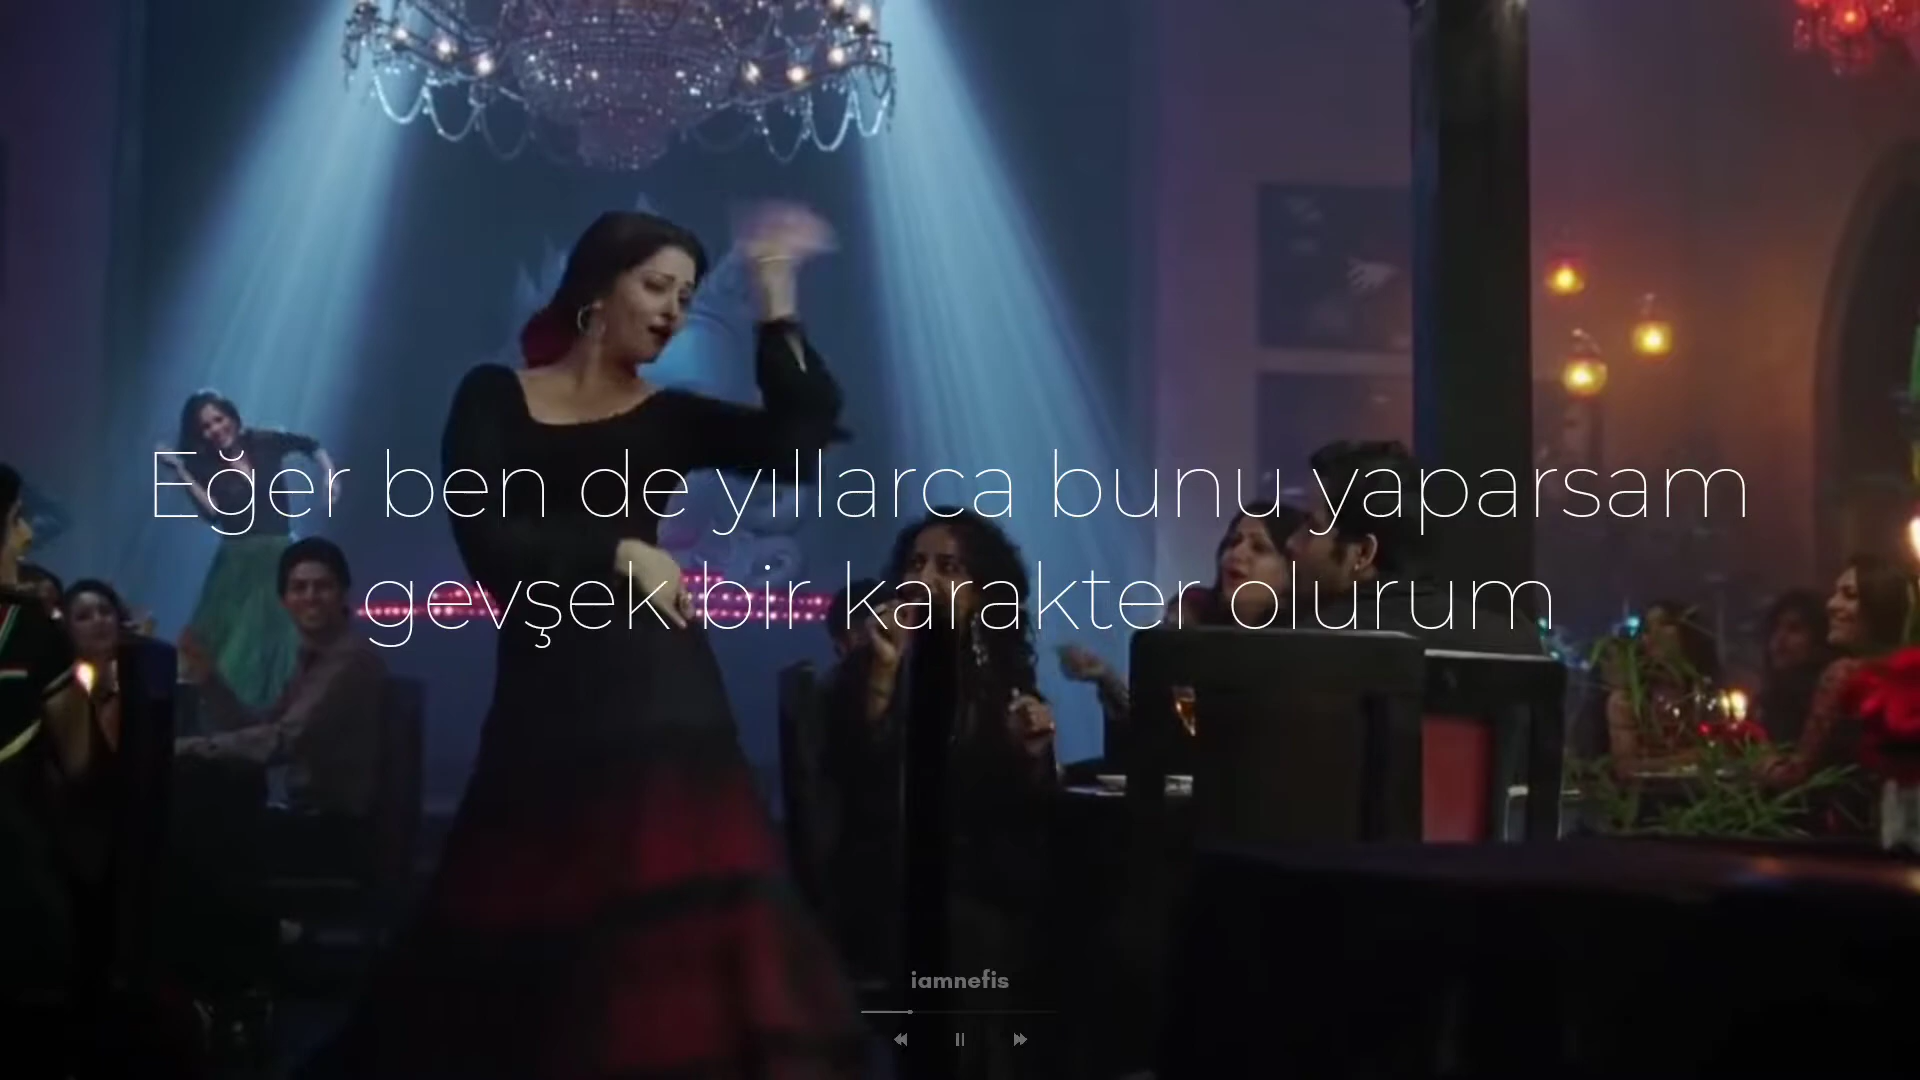 Eğer ben de yıllarca bunu yaparsam
gevşek bir karakter olurum
iamnefis